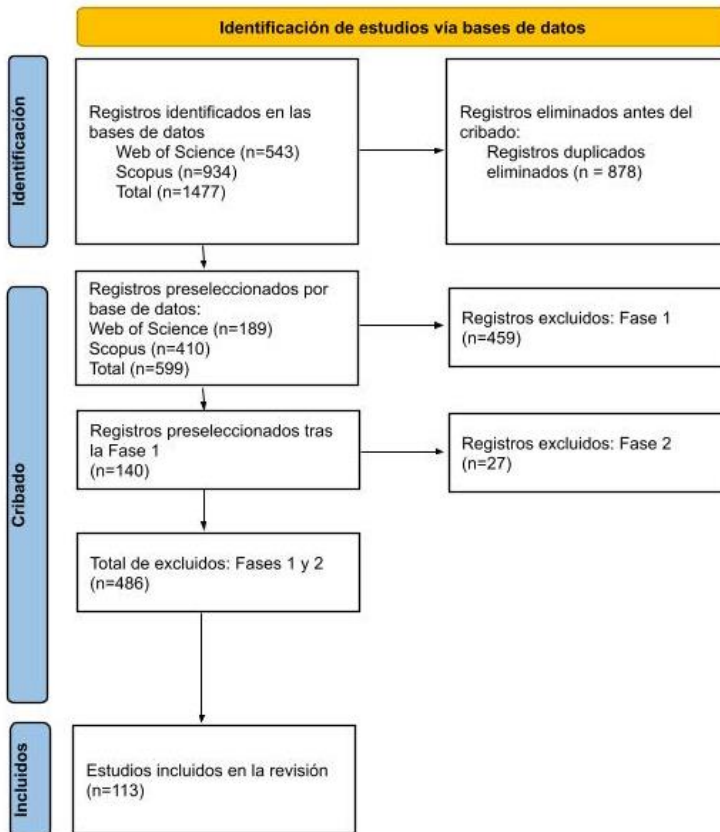 Identificación de estudios vía bases de datos
Identificación
Registros identificados en las
bases de datos
Web of Science (n=543)
Scopus (n=934)
Total (n=1477)
Registros eliminados antes del
cribado:
Registros duplicados
eliminados (n = 878)
Cribado
Registros preseleccionados por
base de datos:
Web of Science (n=189)
Scopus (n=410)
Total (n=599)
Registros excluidos: Fase 1
(n=459)
Registros preseleccionados tras
la Fase 1
(n=140)
Registros excluidos: Fase 2
(n=27)
Total de excluidos: Fases 1 y 2
(n=486)
Incluidos
Estudios incluidos en la revisión
(n=113)